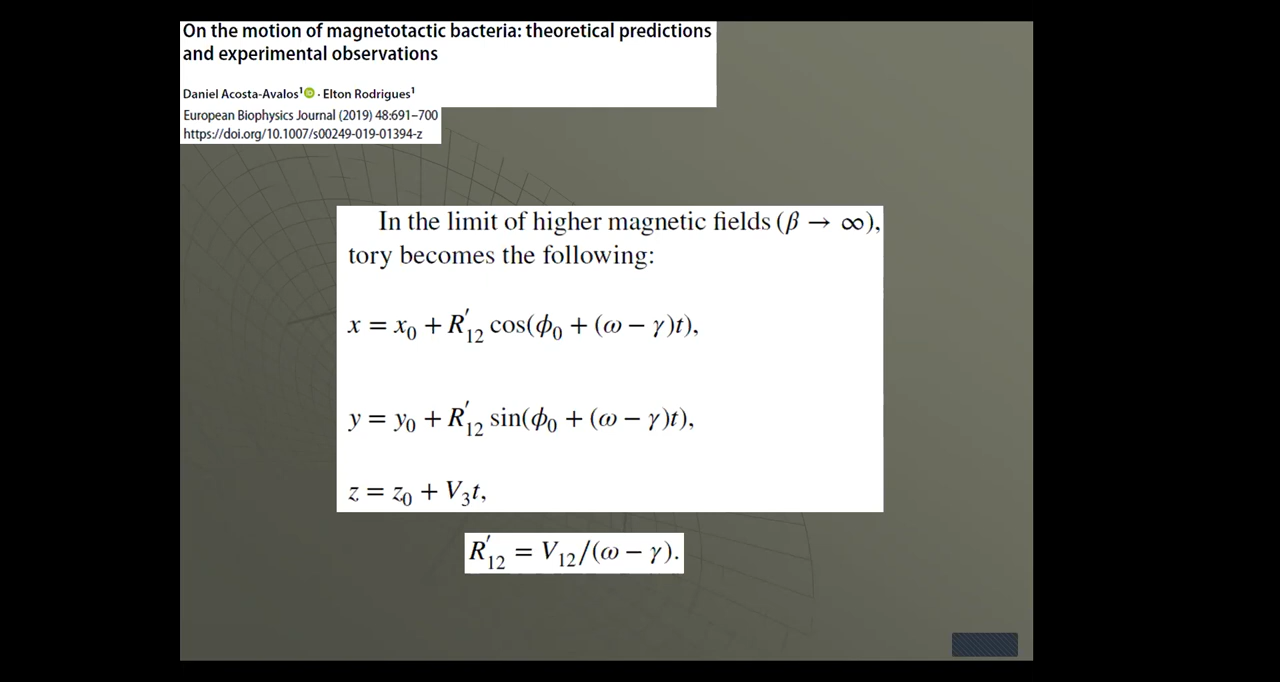 On the motion of magnetotactic bacteria: theoretical predictions
and experimental observations
Daniel Acosta-Avalos¹ · Elton Rodrigues¹
European Biophysics Journal (2019) 48:691–700
https://doi.org/10.1007/s00249-019-01394-z
In the limit of higher magnetic fields (β → ∞),
tory becomes the following:
x = x₀ + R′₁₂ cos(ϕ₀ + (ω − γ)t),
y = y₀ + R′₁₂ sin(ϕ₀ + (ω − γ)t),
z = z₀ + V₃t,
R′₁₂ = V₁₂/(ω − γ).